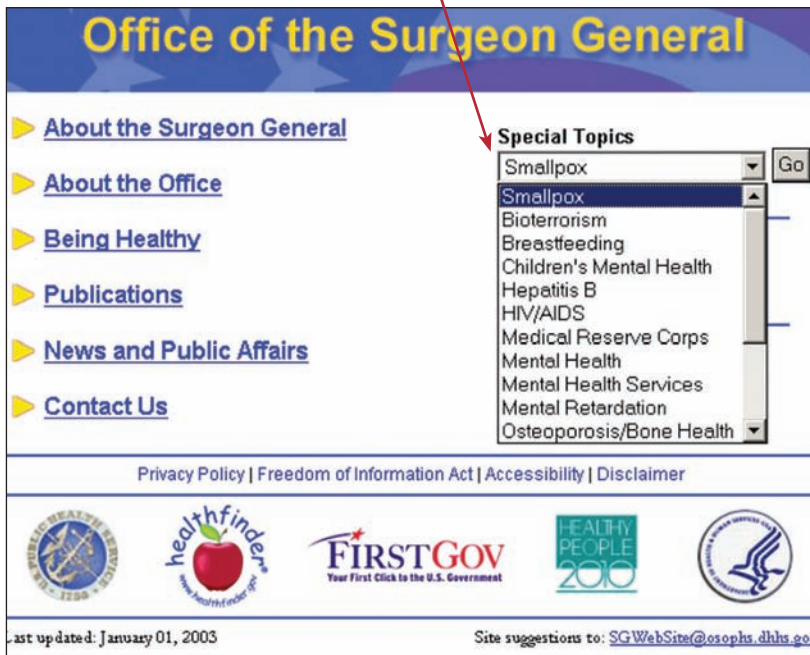 Office of the Surgeon General
About the Surgeon General
About the Office
Being Healthy
Publications
News and Public Affairs
Contact Us
Special Topics
Smallpox
Go
Smallpox
Bioterrorism
Breastfeeding
Children's Mental Health
Hepatitis B
HIV/AIDS
Medical Reserve Corps
Mental Health
Mental Health Services
Mental Retardation
Osteoporosis/Bone Health
Privacy Policy | Freedom of Information Act | Accessibility | Disclaimer
healthfinder®
www.healthfinder.gov
FIRSTGOV
Your First Click to the U.S. Government
HEALTHY
PEOPLE
2010
ast updated: January 01, 2003
Site suggestions to: SGWebSite@osophs.dhhs.go